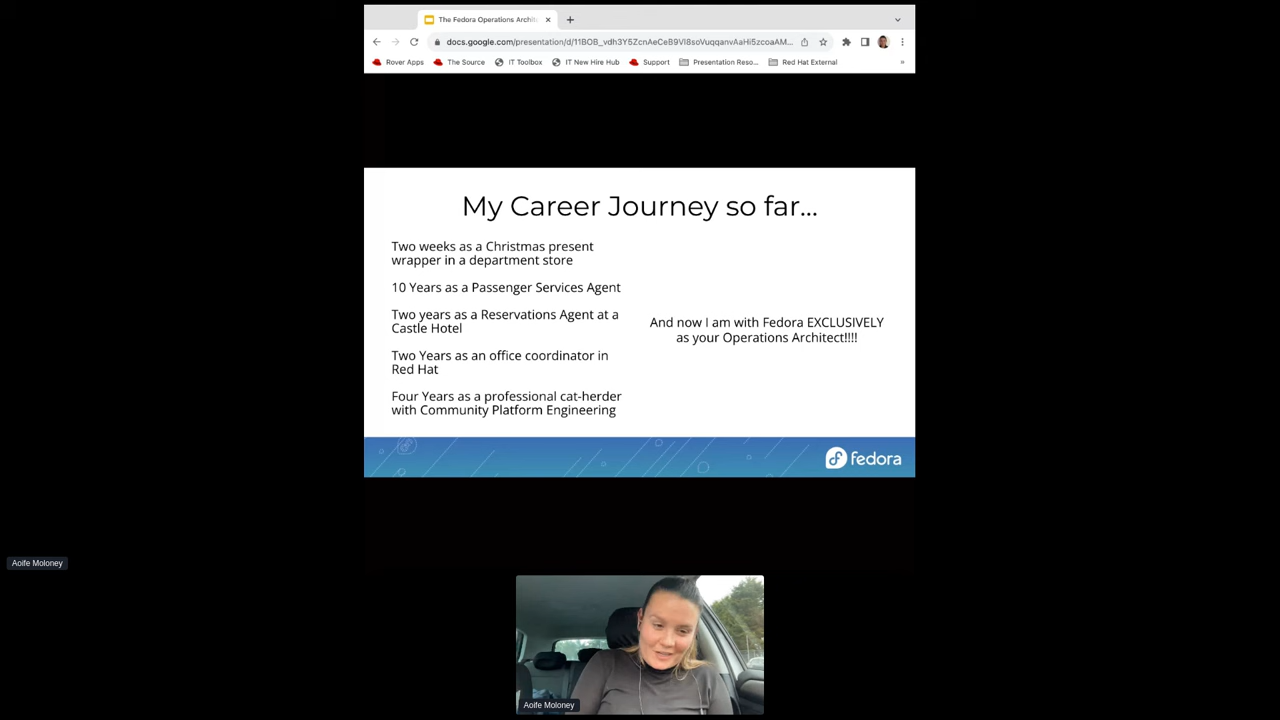 The Fedora Operations Archit
docs.google.com/presentation/d/11BOB_vdh3Y5ZcnAeCeB9Vl8soVuqqanvAaHi5zcoaAM...
Rover Apps
The Source
IT Toolbox
IT New Hire Hub
Support
Presentation Reso...
Red Hat External
»
My Career Journey so far...
Two weeks as a Christmas present
wrapper in a department store
10 Years as a Passenger Services Agent
Two years as a Reservations Agent at a
Castle Hotel
Two Years as an office coordinator in
Red Hat
Four Years as a professional cat-herder
with Community Platform Engineering
And now I am with Fedora EXCLUSIVELY
as your Operations Architect!!!!
fedora
Aoife Moloney
Aoife Moloney